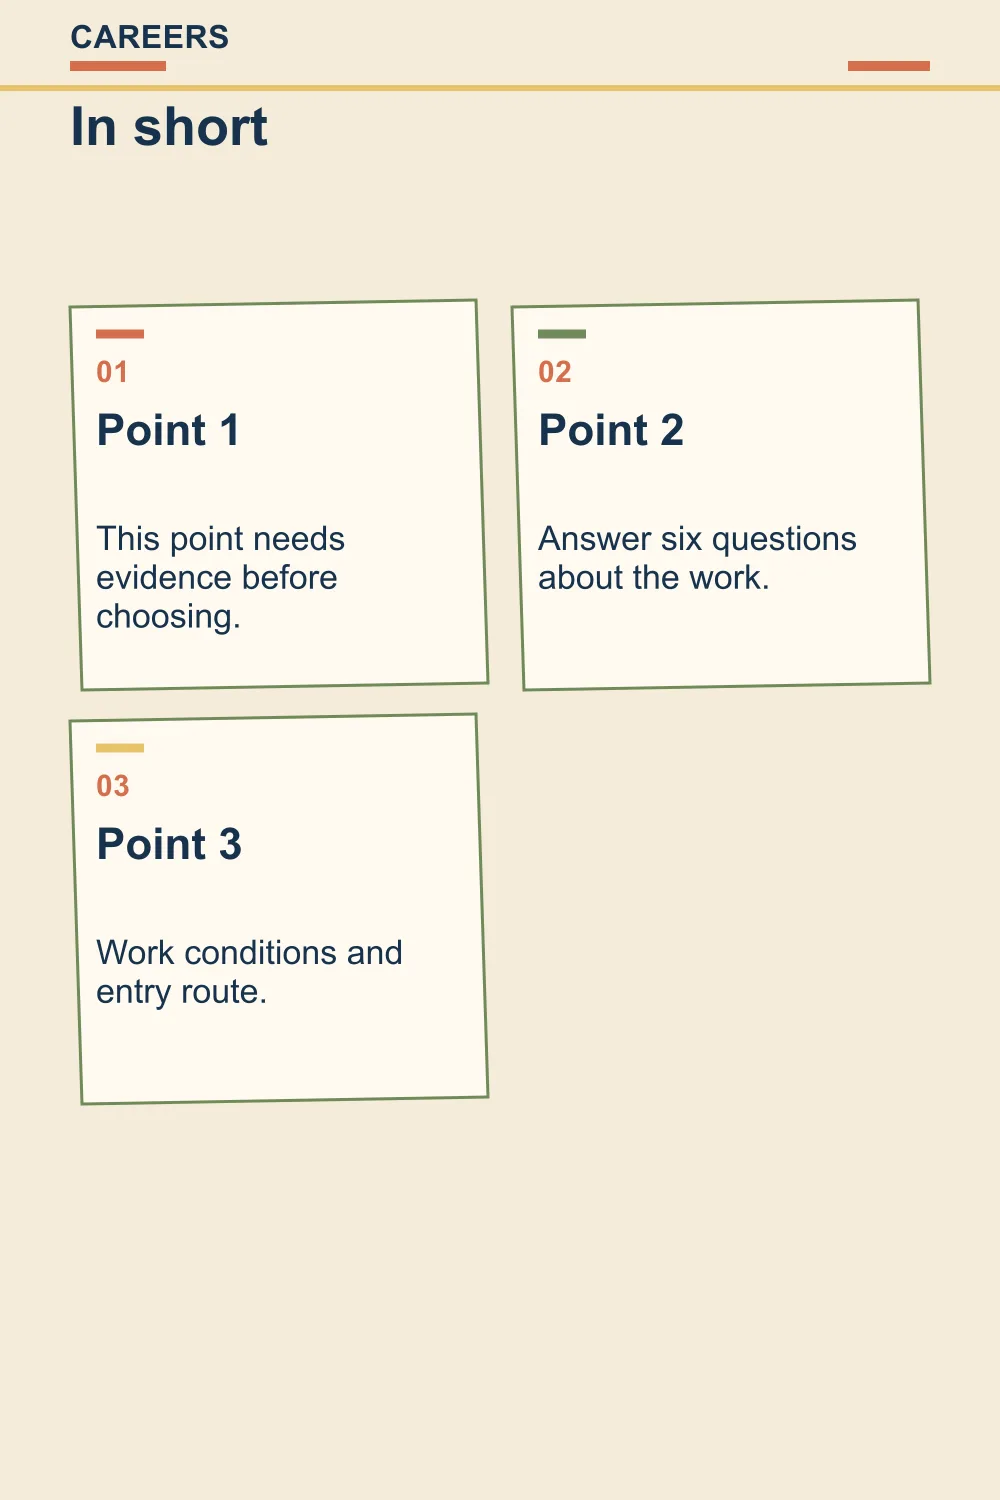 CAREERS
In short
01
Point 1
This point needs
evidence before
choosing.
02
Point 2
Answer six questions
about the work.
03
Point 3
Work conditions and
entry route.